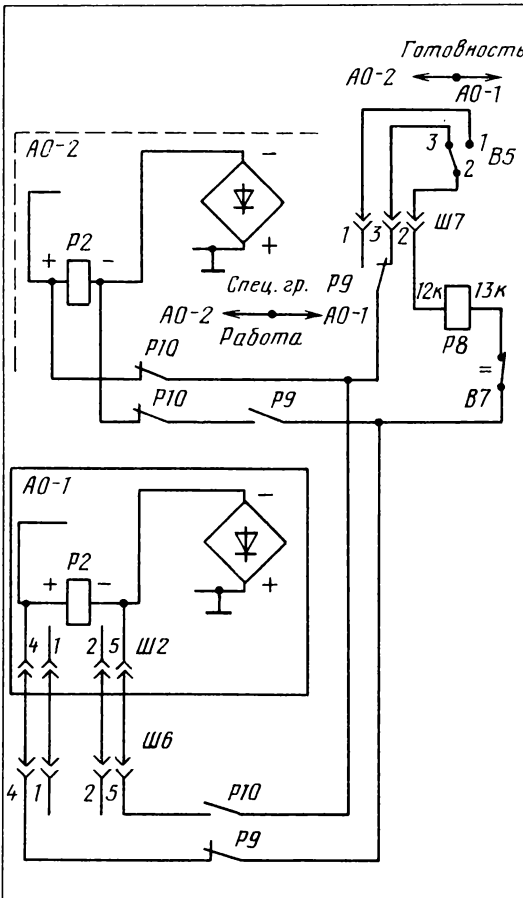 Готовность
АО-2 АО-1
АО-2
3 1 В5
2
Р2
+ -
-
+
1 3 2 Ш7
Спец. гр. Р9
АО-2 АО-1
Работа
12к 13к
Р8
Р10
=
В7
Р10 Р9
АО-1
Р2
+ -
-
+
4 1 2 5 Ш2
Ш6
4 1 2 5
Р10
Р9